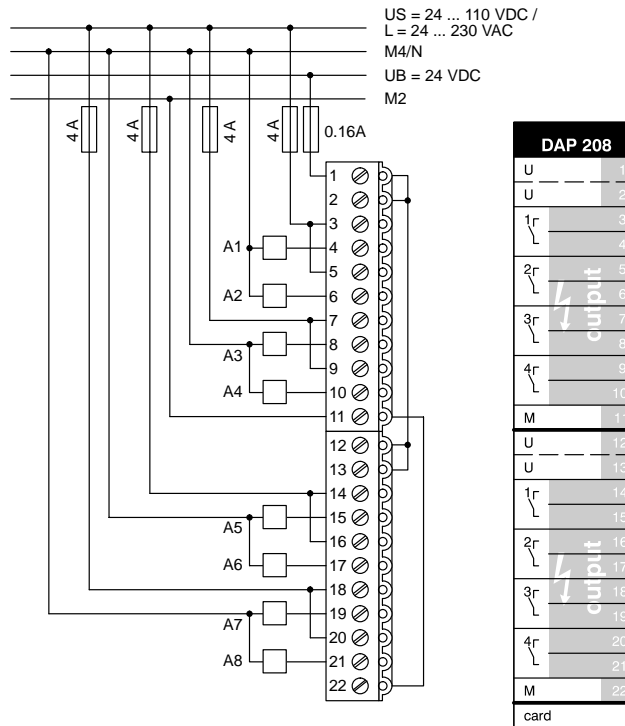 US = 24 ... 110 VDC /
L = 24 ... 230 VAC
M4/N
UB = 24 VDC
M2
4 A
4 A
4 A
4 A
0.16A
1
2
3
A1 4
5
A2 6
7
A3 8
9
A4 10
11
12
13
14
A5 15
16
A6 17
18
A7 19
20
A8 21
22
DAP 208
U 1
U 2
1 3
4
2 5
6
3 7
8
4 9
10
output
M 11
U 12
U 13
1 14
15
2 16
17
3 18
19
4 20
21
output
M 22
card